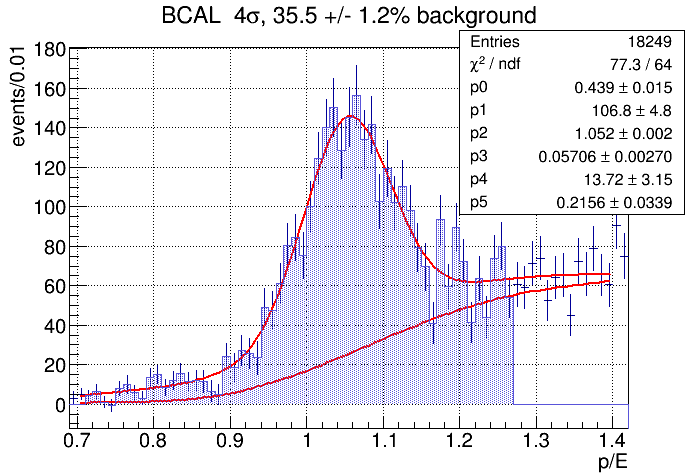 BCAL 4σ, 35.5 +/- 1.2% background
Entries 18249
χ² / ndf 77.3 / 64
p0 0.439 ± 0.015
p1 106.8 ± 4.8
p2 1.052 ± 0.002
p3 0.05706 ± 0.00270
p4 13.72 ± 3.15
p5 0.2156 ± 0.0339
events/0.01
180
160
140
120
100
80
60
40
20
0
0.7 0.8 0.9 1 1.1 1.2 1.3 1.4
p/E